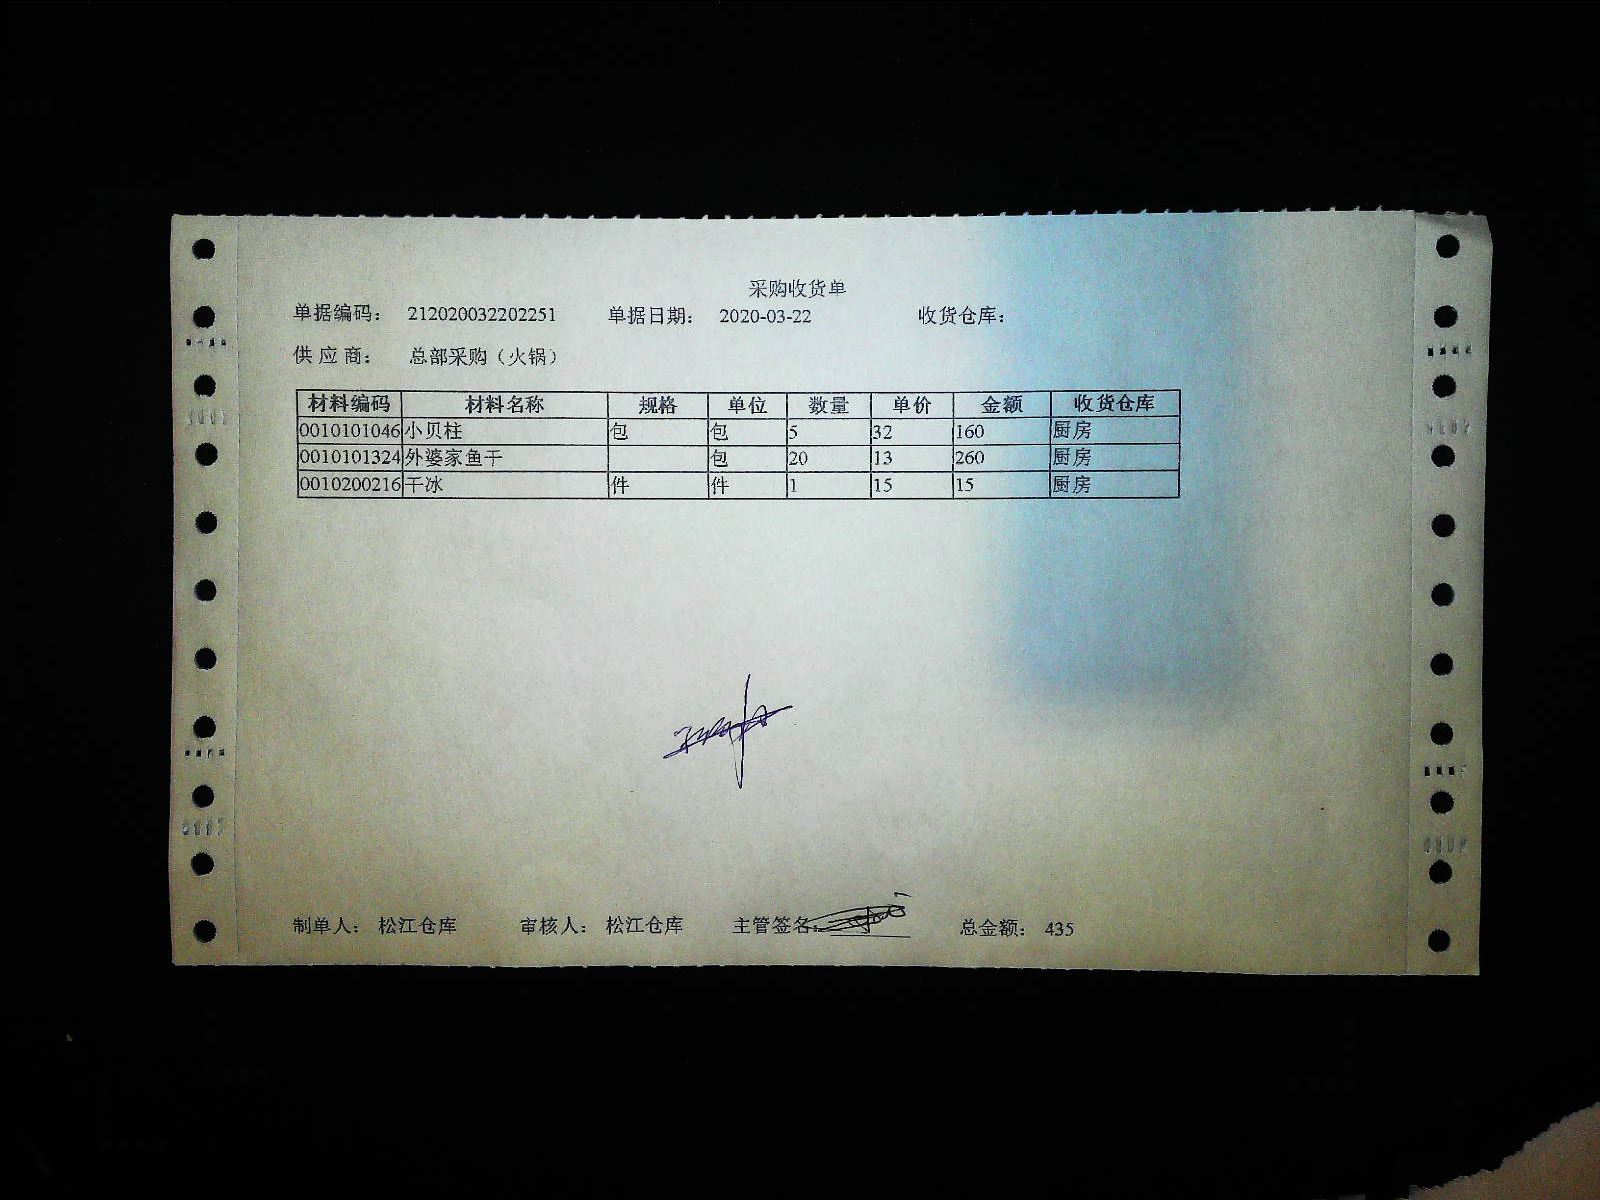 采购收货单
单据编码： 212020032202251 单据日期： 2020-03-22 收货仓库：
供应商： 总部采购（火锅）
材料编码 材料名称 规格 单位 数量 单价 金额 收货仓库
0010101046 小贝柱 包 包 5 32 160 厨房
0010101324 外婆家鱼干 包 20 13 260 厨房
0010200216 干冰 件 件 1 15 15 厨房
制单人： 松江仓库 审核人： 松江仓库 主管签名： 总金额： 435